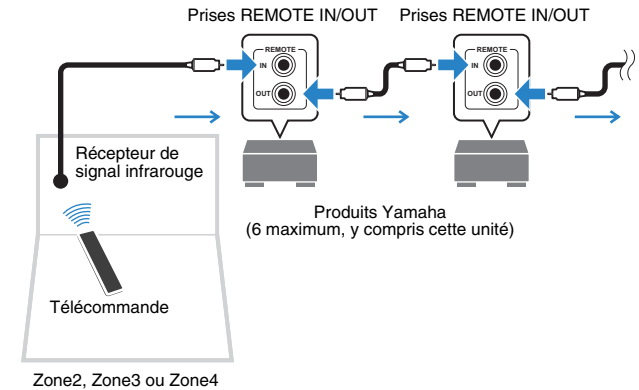 Prises REMOTE IN/OUT
Prises REMOTE IN/OUT
REMOTE
IN
OUT
REMOTE
IN
OUT
Récepteur de
signal infrarouge
Produits Yamaha
(6 maximum, y compris cette unité)
Télécommande
Zone2, Zone3 ou Zone4